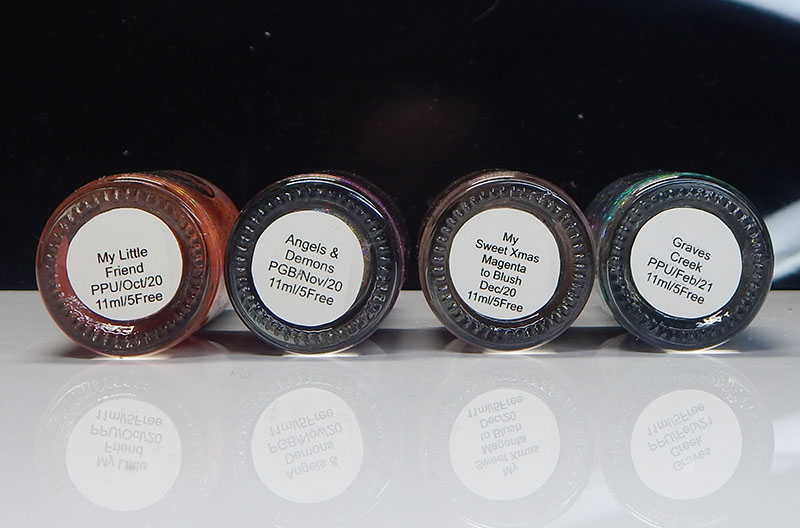 My Little
Friend
PPU/Oct/20
11ml/5Free
Angels &
Demons
PGB/Nov/20
11ml/5Free
My
Sweet Xmas
Magenta
to Blush
Dec/20
11ml/5Free
Graves
Creek
PPU/Feb/21
11ml/5Free